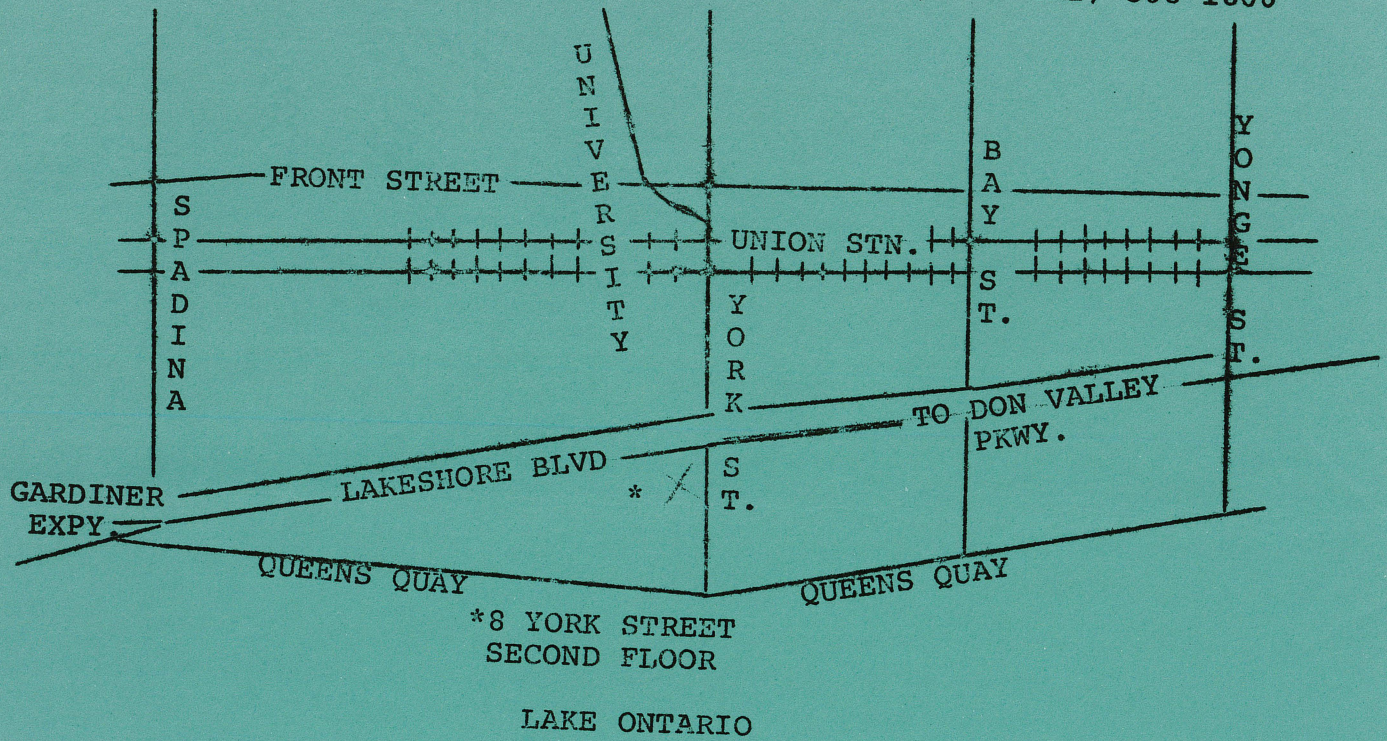 UNIVERSITY
BAY ST.
YONGE ST.
FRONT STREET
SPADINA
UNION STN.
YORK ST.
TO DON VALLEY
PKWY.
LAKESHORE BLVD
*
GARDINER
EXPY.
QUEENS QUAY
QUEENS QUAY
*8 YORK STREET
SECOND FLOOR
LAKE ONTARIO